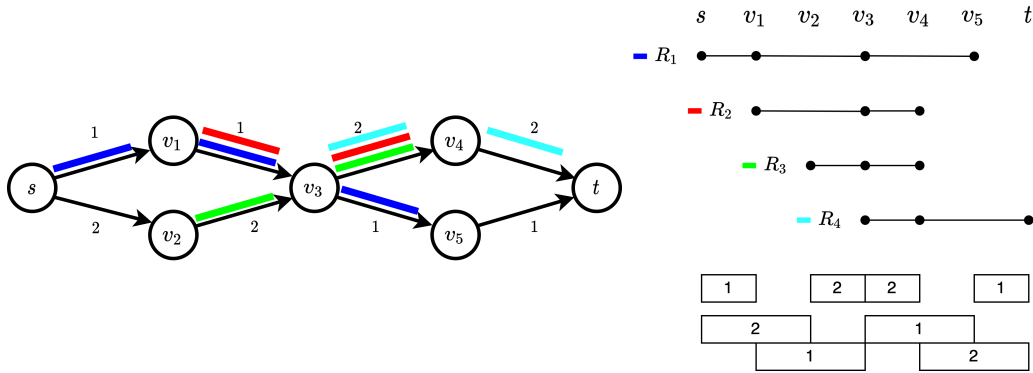 s v₁ v₂ v₃ v₄ v₅ t
R₁
R₂
R₃
R₄
1 1 2 2
v₁ v₄
s v₃ t
v₂ v₅
2 2 1 1
1 2 2 1
2 1
1 2